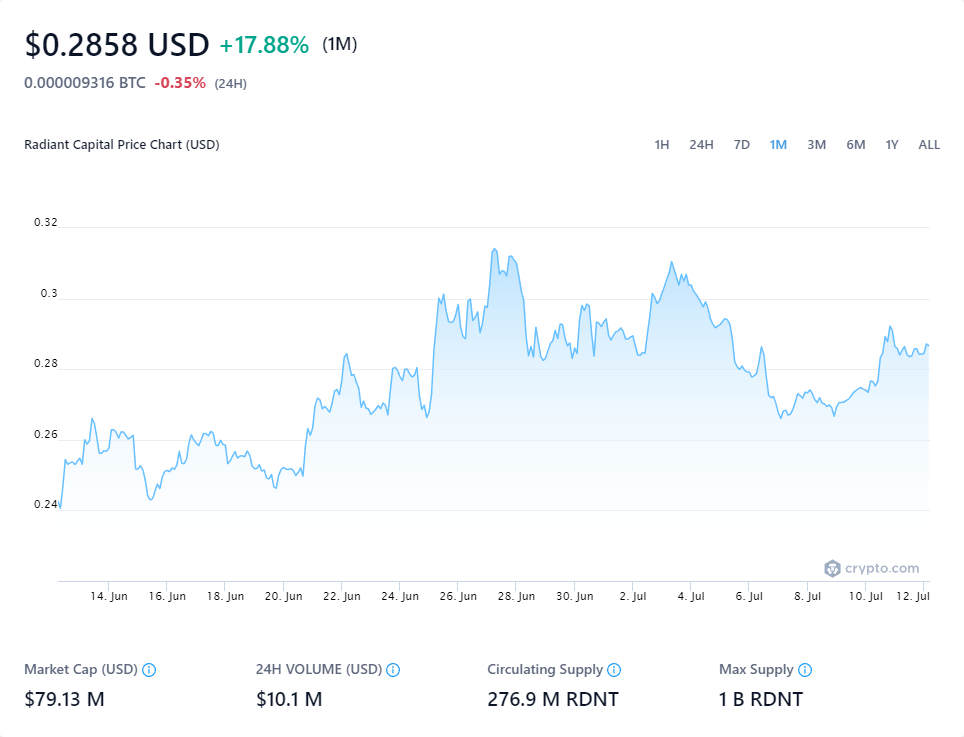 $0.2858 USD +17.88% (1M)
0.000009316 BTC -0.35% (24H)
Radiant Capital Price Chart (USD) 1H 24H 7D 1M 3M 6M 1Y ALL
0.32
0.3
0.28
0.26
0.24
crypto.com
14. Jun 16. Jun 18. Jun 20. Jun 22. Jun 24. Jun 26. Jun 28. Jun 30. Jun 2. Jul 4. Jul 6. Jul 8. Jul 10. Jul 12. Jul
Market Cap (USD) 24H VOLUME (USD) Circulating Supply Max Supply
$79.13 M $10.1 M 276.9 M RDNT 1 B RDNT